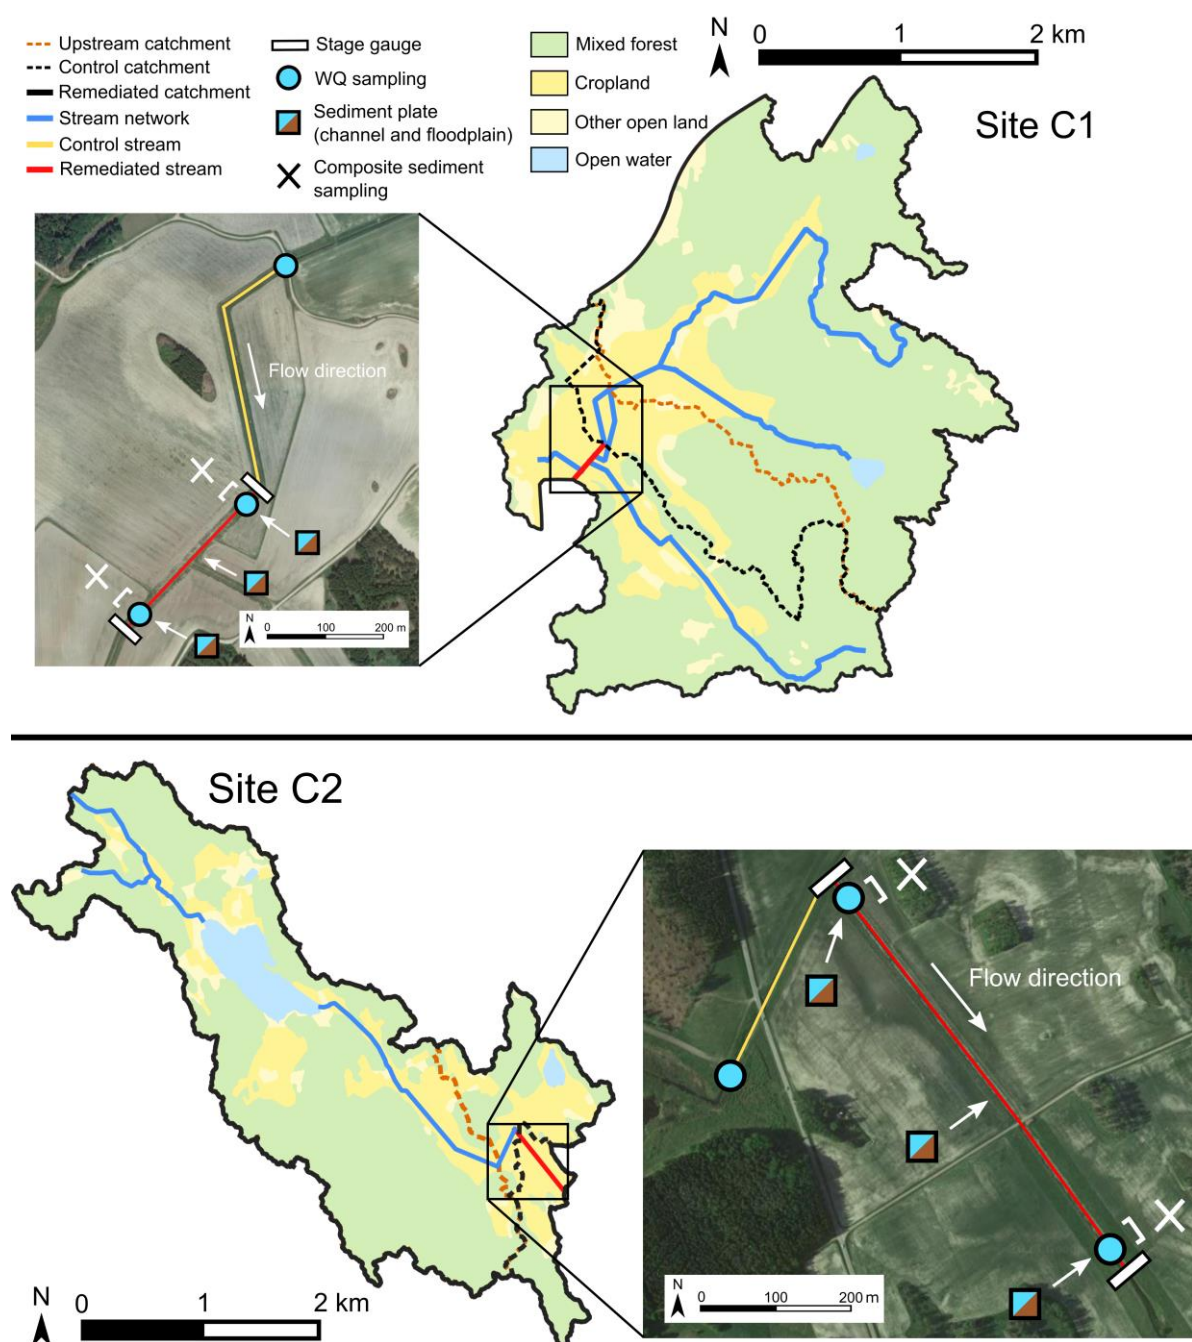 Upstream catchment
Control catchment
Remediated catchment
Stream network
Control stream
Remediated stream
Stage gauge
WQ sampling
Sediment plate
(channel and floodplain)
Composite sediment
sampling
Mixed forest
Cropland
Other open land
Open water
N
0 1 2 km
Site C1
Flow direction
N
0 100 200 m
Site C2
Flow direction
N
0 100 200 m
N
0 1 2 km